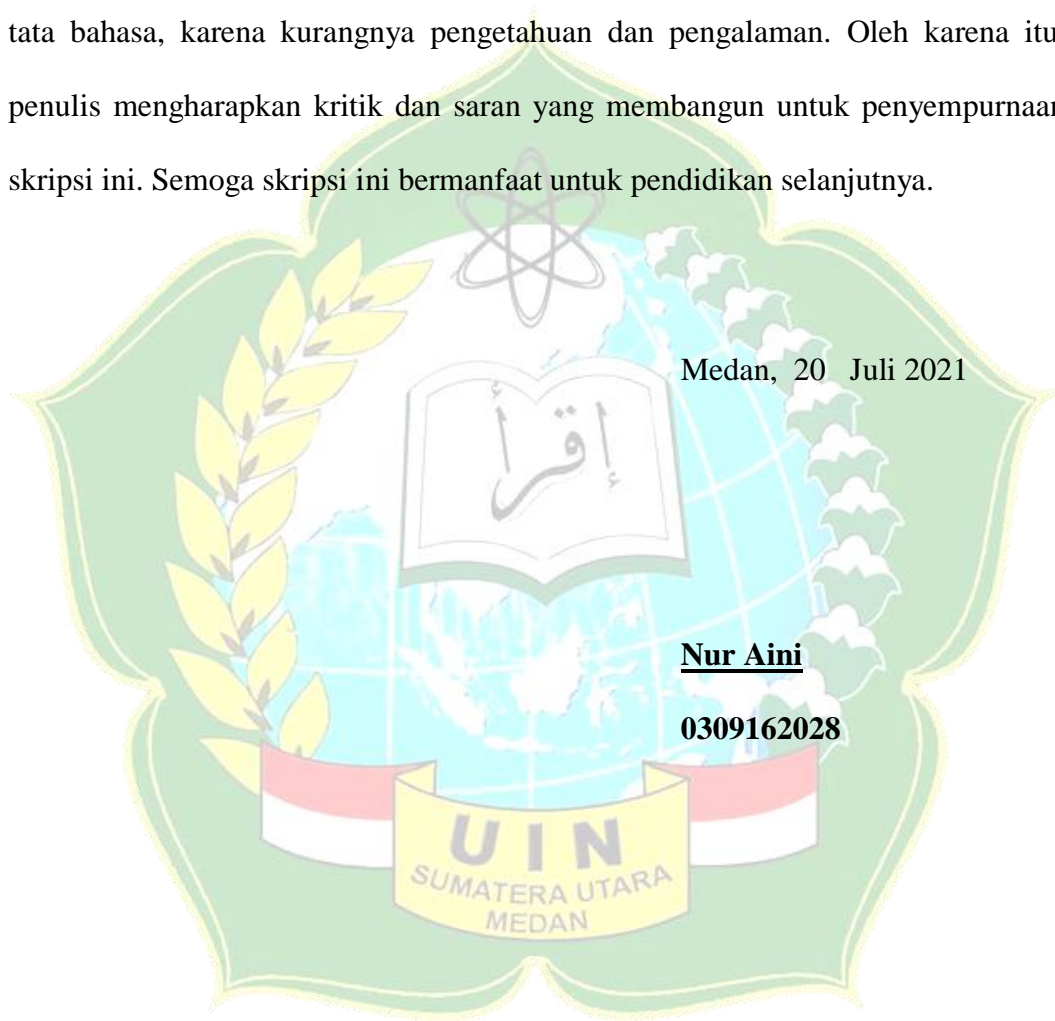 tata bahasa, karena kurangnya pengetahuan dan pengalaman. Oleh karena itu
penulis mengharapkan kritik dan saran yang membangun untuk penyempurnaan
skripsi ini. Semoga skripsi ini bermanfaat untuk pendidikan selanjutnya.
Medan, 20 Juli 2021
إقرأ
Nur Aini
0309162028
UIN
SUMATERA UTARA
MEDAN